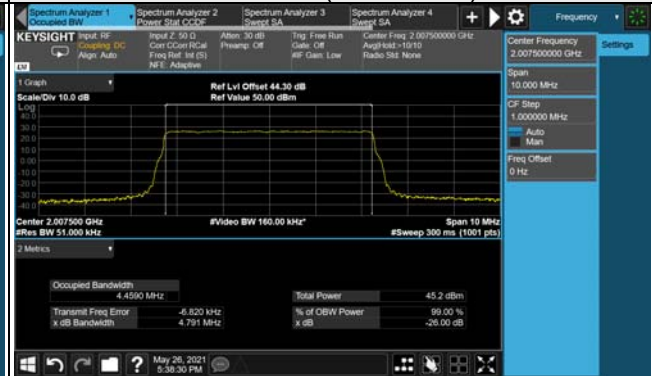 Spectrum Analyzer 1
Occupied BW
Spectrum Analyzer 2
Power Stat CCDF
Spectrum Analyzer 3
Swept SA
Spectrum Analyzer 4
Swept SA
Frequency
KEYSIGHT
Input: RF
Coupling: DC
Align: Auto
Input Z: 50 Ω
Corr CCorr RCal
Freq Ref: Int (S)
NFE: Adaptive
Atten: 30 dB
Preamp: Off
Trig: Free Run
Gate: Off
#IF Gain: Low
Center Freq: 2.007500000 GHz
Avg|Hold:>10/10
Radio Std: None
LXI
Center Frequency
2.007500000 GHz
Settings
Span
10.000 MHz
CF Step
1.000000 MHz
Auto
Man
Freq Offset
0 Hz
1 Graph
Scale/Div 10.0 dB
Ref Lvl Offset 44.30 dB
Ref Value 50.00 dBm
Log
40.0
30.0
20.0
10.0
0.00
-10.0
-20.0
-30.0
-40.0
Center 2.007500 GHz
#Res BW 51.000 kHz
#Video BW 160.00 kHz*
Span 10 MHz
#Sweep 300 ms (1001 pts)
2 Metrics
Occupied Bandwidth
4.4590 MHz
Total Power
45.2 dBm
Transmit Freq Error
-6.820 kHz
% of OBW Power
99.00 %
x dB Bandwidth
4.791 MHz
x dB
-26.00 dB
May 26, 2021
5:38:30 PM